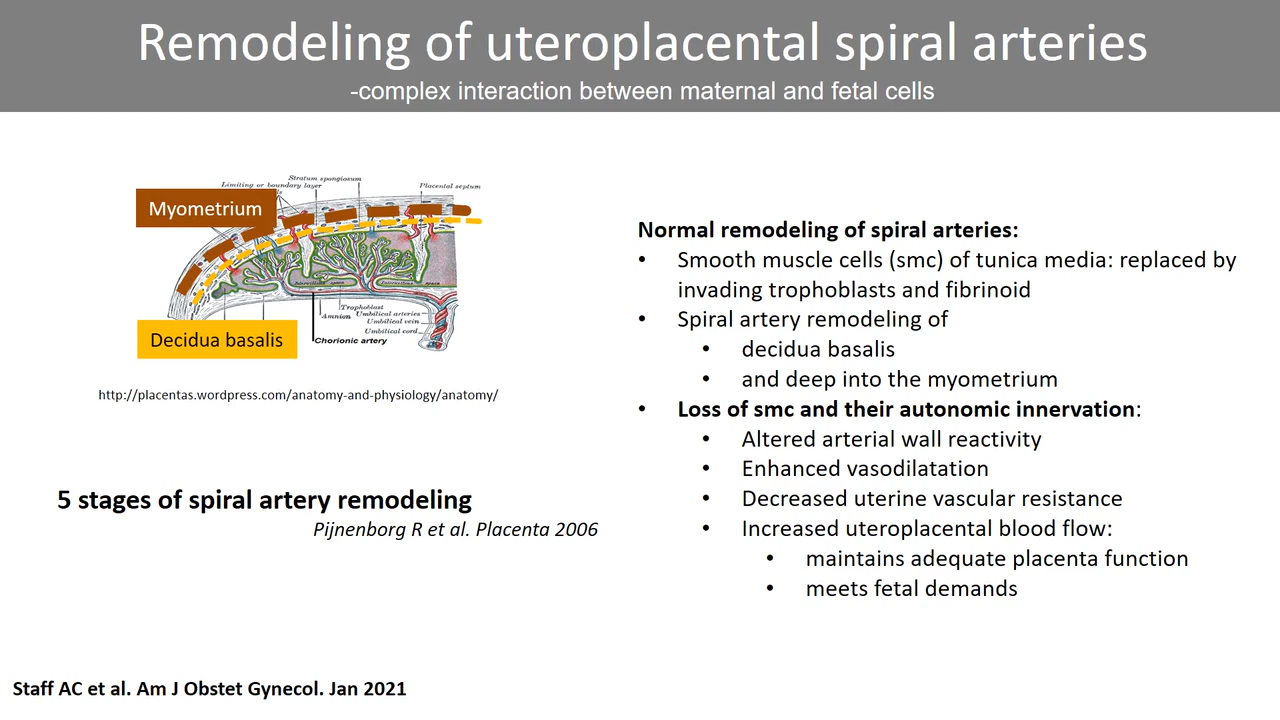 Remodeling of uteroplacental spiral arteries
-complex interaction between maternal and fetal cells
Stratum spongiosum
Limiting or boundary layer
Placental septum
Myometrium
Trophoblast
Amnion
Umbilical arteries
Umbilical vein
Umbilical cord
Chorionic artery
Decidua basalis
http://placentas.wordpress.com/anatomy-and-physiology/anatomy/
5 stages of spiral artery remodeling
Pijnenborg R et al. Placenta 2006
Normal remodeling of spiral arteries:
• Smooth muscle cells (smc) of tunica media: replaced by
invading trophoblasts and fibrinoid
• Spiral artery remodeling of
• decidua basalis
• and deep into the myometrium
• Loss of smc and their autonomic innervation:
• Altered arterial wall reactivity
• Enhanced vasodilatation
• Decreased uterine vascular resistance
• Increased uteroplacental blood flow:
• maintains adequate placenta function
• meets fetal demands
Staff AC et al. Am J Obstet Gynecol. Jan 2021